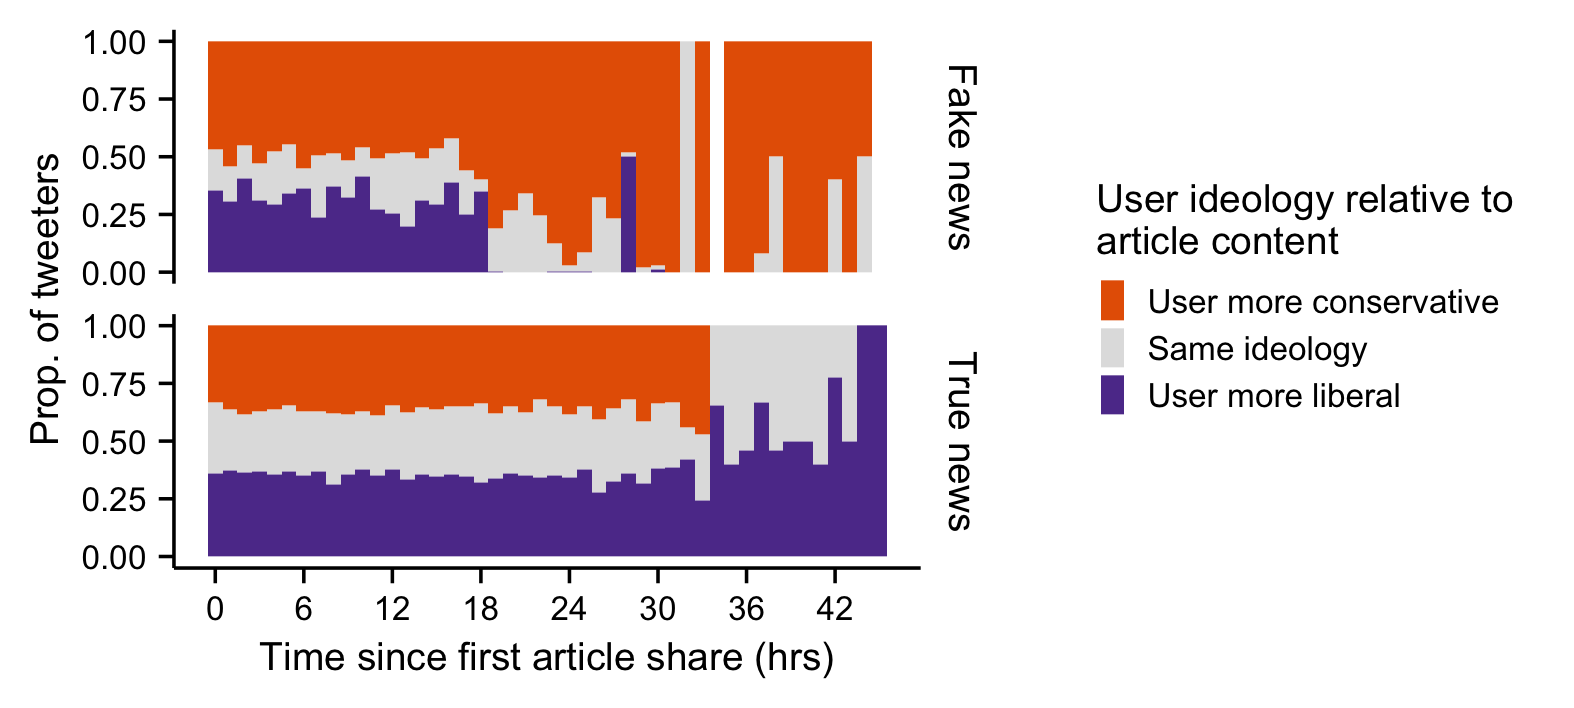 1.00
0.75
0.50
0.25
0.00
Fake news
1.00
0.75
0.50
0.25
0.00
True news
Prop. of tweeters
0 6 12 18 24 30 36 42
Time since first article share (hrs)
User ideology relative to
article content
User more conservative
Same ideology
User more liberal